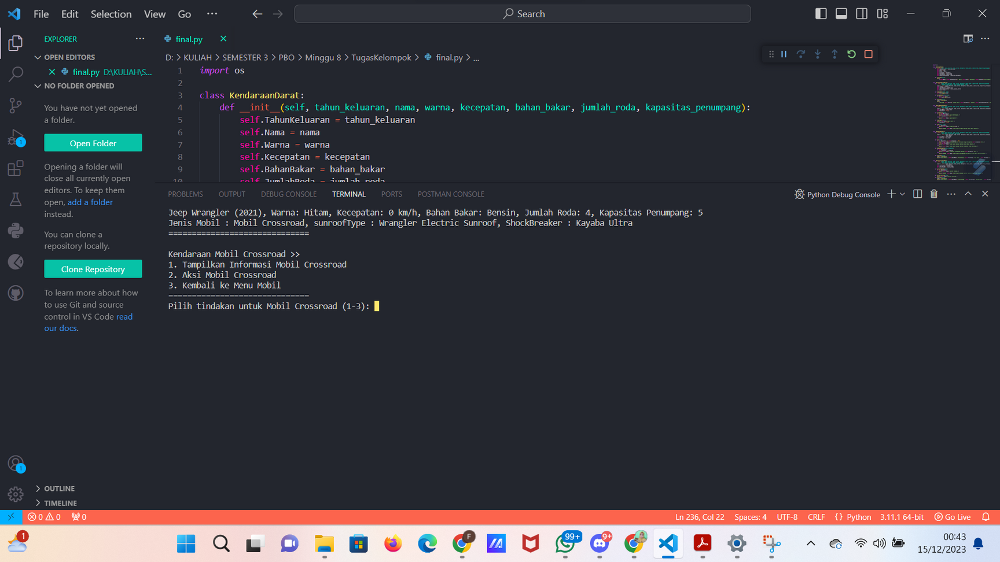 File Edit Selection View Go ··· Search
EXPLORER ···
OPEN EDITORS
final.py D:\KULIAH\S...
NO FOLDER OPENED
You have not yet opened
a folder.
Open Folder
Opening a folder will
close all currently open
editors. To keep them
open, add a folder
instead.
You can clone a
repository locally.
Clone Repository
To learn more about how
to use Git and source
control in VS Code read
our docs.
OUTLINE
TIMELINE
1
1
final.py
D: > KULIAH > SEMESTER 3 > PBO > Minggu 8 > TugasKelompok > final.py > ...
1 import os
2
3 class KendaraanDarat:
4 def __init__(self, tahun_keluaran, nama, warna, kecepatan, bahan_bakar, jumlah_roda, kapasitas_penumpang):
5 self.TahunKeluaran = tahun_keluaran
6 self.Nama = nama
7 self.Warna = warna
8 self.Kecepatan = kecepatan
9 self.BahanBakar = bahan_bakar
10 self.JumlahRoda = jumlah_roda
PROBLEMS OUTPUT DEBUG CONSOLE TERMINAL PORTS POSTMAN CONSOLE Python Debug Console
Jeep Wrangler (2021), Warna: Hitam, Kecepatan: 0 km/h, Bahan Bakar: Bensin, Jumlah Roda: 4, Kapasitas Penumpang: 5
Jenis Mobil : Mobil Crossroad, sunroofType : Wrangler Electric Sunroof, ShockBreaker : Kayaba Ultra
==============================
Kendaraan Mobil Crossroad >>
1. Tampilkan Informasi Mobil Crossroad
2. Aksi Mobil Crossroad
3. Kembali ke Menu Mobil
==============================
Pilih tindakan untuk Mobil Crossroad (1-3):
0 0 0 Ln 236, Col 22 Spaces: 4 UTF-8 CRLF {} Python 3.11.1 64-bit Go Live
1 F 99+ 9+ 00:43
15/12/2023